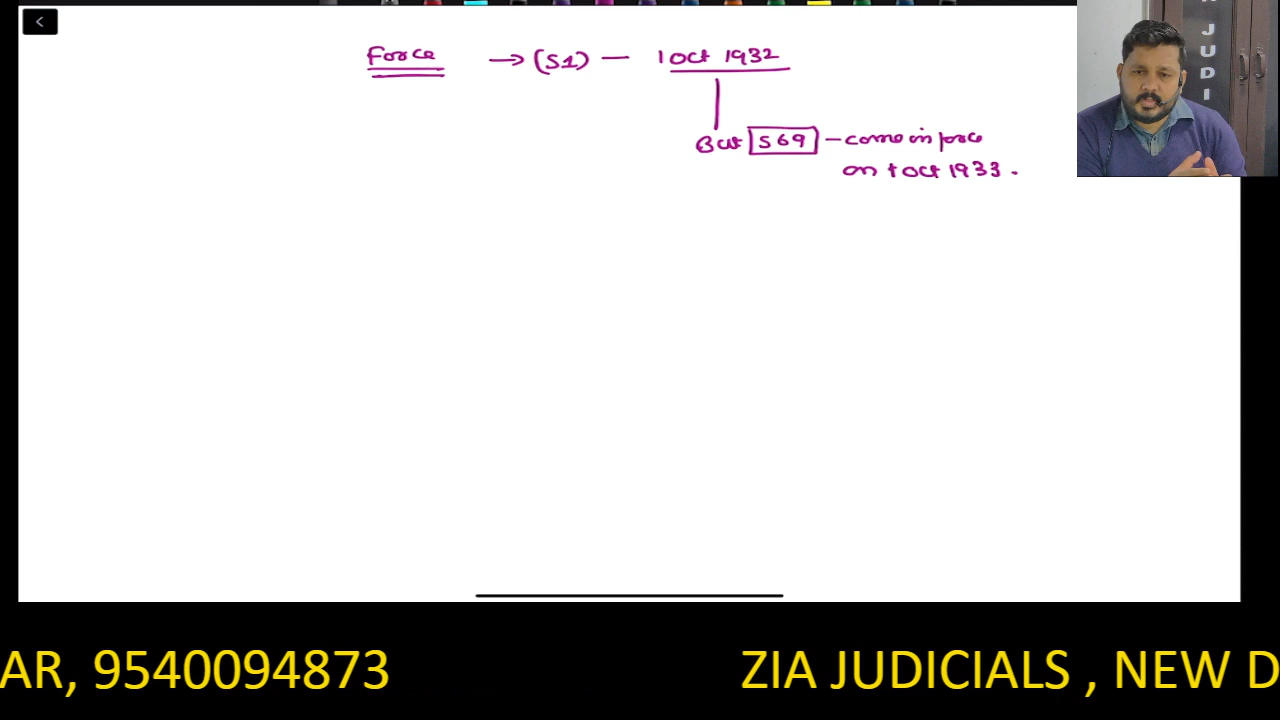 Force → (S1) — 1 Oct 1932
But S69 — come in force
on 1 Oct 1933.
J
U
D
I
AR, 9540094873 ZIA JUDICIALS , NEW D